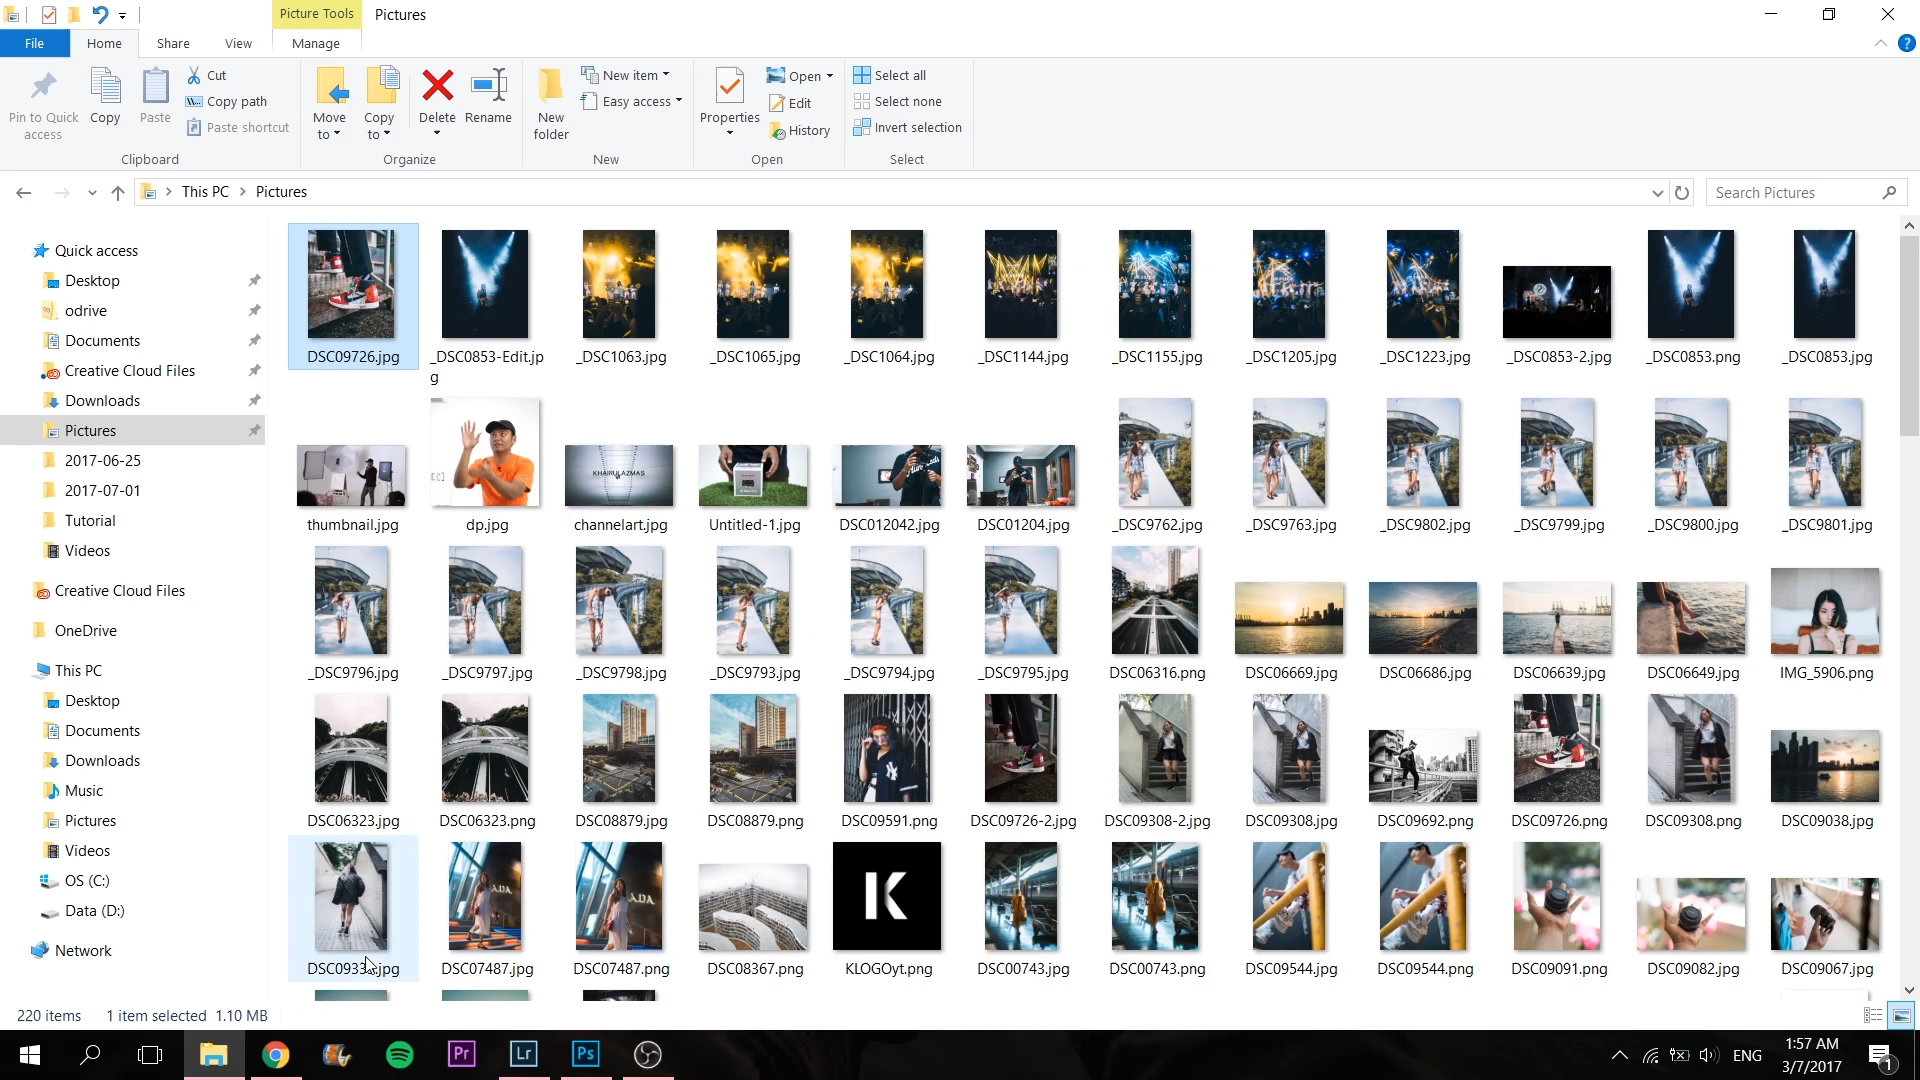 Picture Tools
Pictures
File
Home
Share
View
Manage
Pin to Quick access
Copy
Paste
Cut
Copy path
Paste shortcut
Clipboard
Move to
Copy to
Delete
Rename
Organize
New folder
New item
Easy access
New
Properties
Open
Edit
History
Open
Select all
Select none
Invert selection
Select
This PC
Pictures
Search Pictures
Quick access
Desktop
odrive
Documents
Creative Cloud Files
Downloads
Pictures
2017-06-25
2017-07-01
Tutorial
Videos
Creative Cloud Files
OneDrive
This PC
Desktop
Documents
Downloads
Music
Pictures
Videos
OS (C:)
Data (D:)
Network
DSC09726.jpg
_DSC0853-Edit.jpg
_DSC1063.jpg
_DSC1065.jpg
_DSC1064.jpg
_DSC1144.jpg
_DSC1155.jpg
_DSC1205.jpg
_DSC1223.jpg
_DSC0853-2.jpg
_DSC0853.png
_DSC0853.jpg
KHAIRULAZMAS
thumbnail.jpg
dp.jpg
channelart.jpg
Untitled-1.jpg
DSC012042.jpg
DSC01204.jpg
_DSC9762.jpg
_DSC9763.jpg
_DSC9802.jpg
_DSC9799.jpg
_DSC9800.jpg
_DSC9801.jpg
_DSC9796.jpg
_DSC9797.jpg
_DSC9798.jpg
_DSC9793.jpg
_DSC9794.jpg
_DSC9795.jpg
DSC06316.png
DSC06669.jpg
DSC06686.jpg
DSC06639.jpg
DSC06649.jpg
IMG_5906.png
DSC06323.jpg
DSC06323.png
DSC08879.jpg
DSC08879.png
DSC09591.png
DSC09726-2.jpg
DSC09308-2.jpg
DSC09308.jpg
DSC09692.png
DSC09726.png
DSC09308.png
DSC09038.jpg
K
DSC07487.jpg
DSC07487.png
DSC08367.png
KLOGOyt.png
DSC00743.jpg
DSC00743.png
DSC09544.jpg
DSC09544.png
DSC09091.png
DSC09082.jpg
DSC09067.jpg
220 items
1 item selected 1.10 MB
Pr
Lr
Ps
ENG
1:57 AM
3/7/2017
1